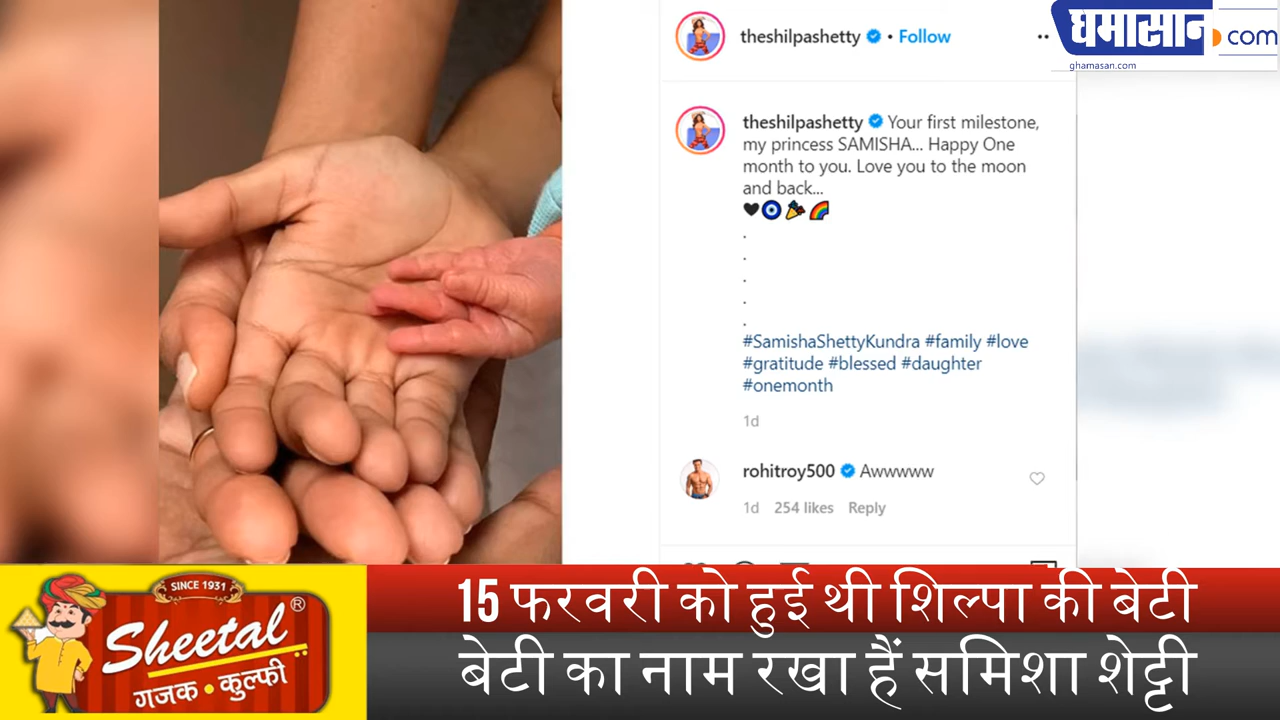 theshilpashetty • Follow
घमासान.com
ghamasan.com
theshilpashetty Your first milestone,
my princess SAMISHA... Happy One
month to you. Love you to the moon
and back...
.
.
.
.
.
#SamishaShettyKundra #family #love
#gratitude #blessed #daughter
#onemonth
1d
rohitroy500 Awwwww
1d 254 likes Reply
SINCE 1931
Sheetal®
गजक • कुल्फी
15 फरवरी को हुई थी शिल्पा की बेटी
बेटी का नाम रखा हैं समिशा शेट्टी